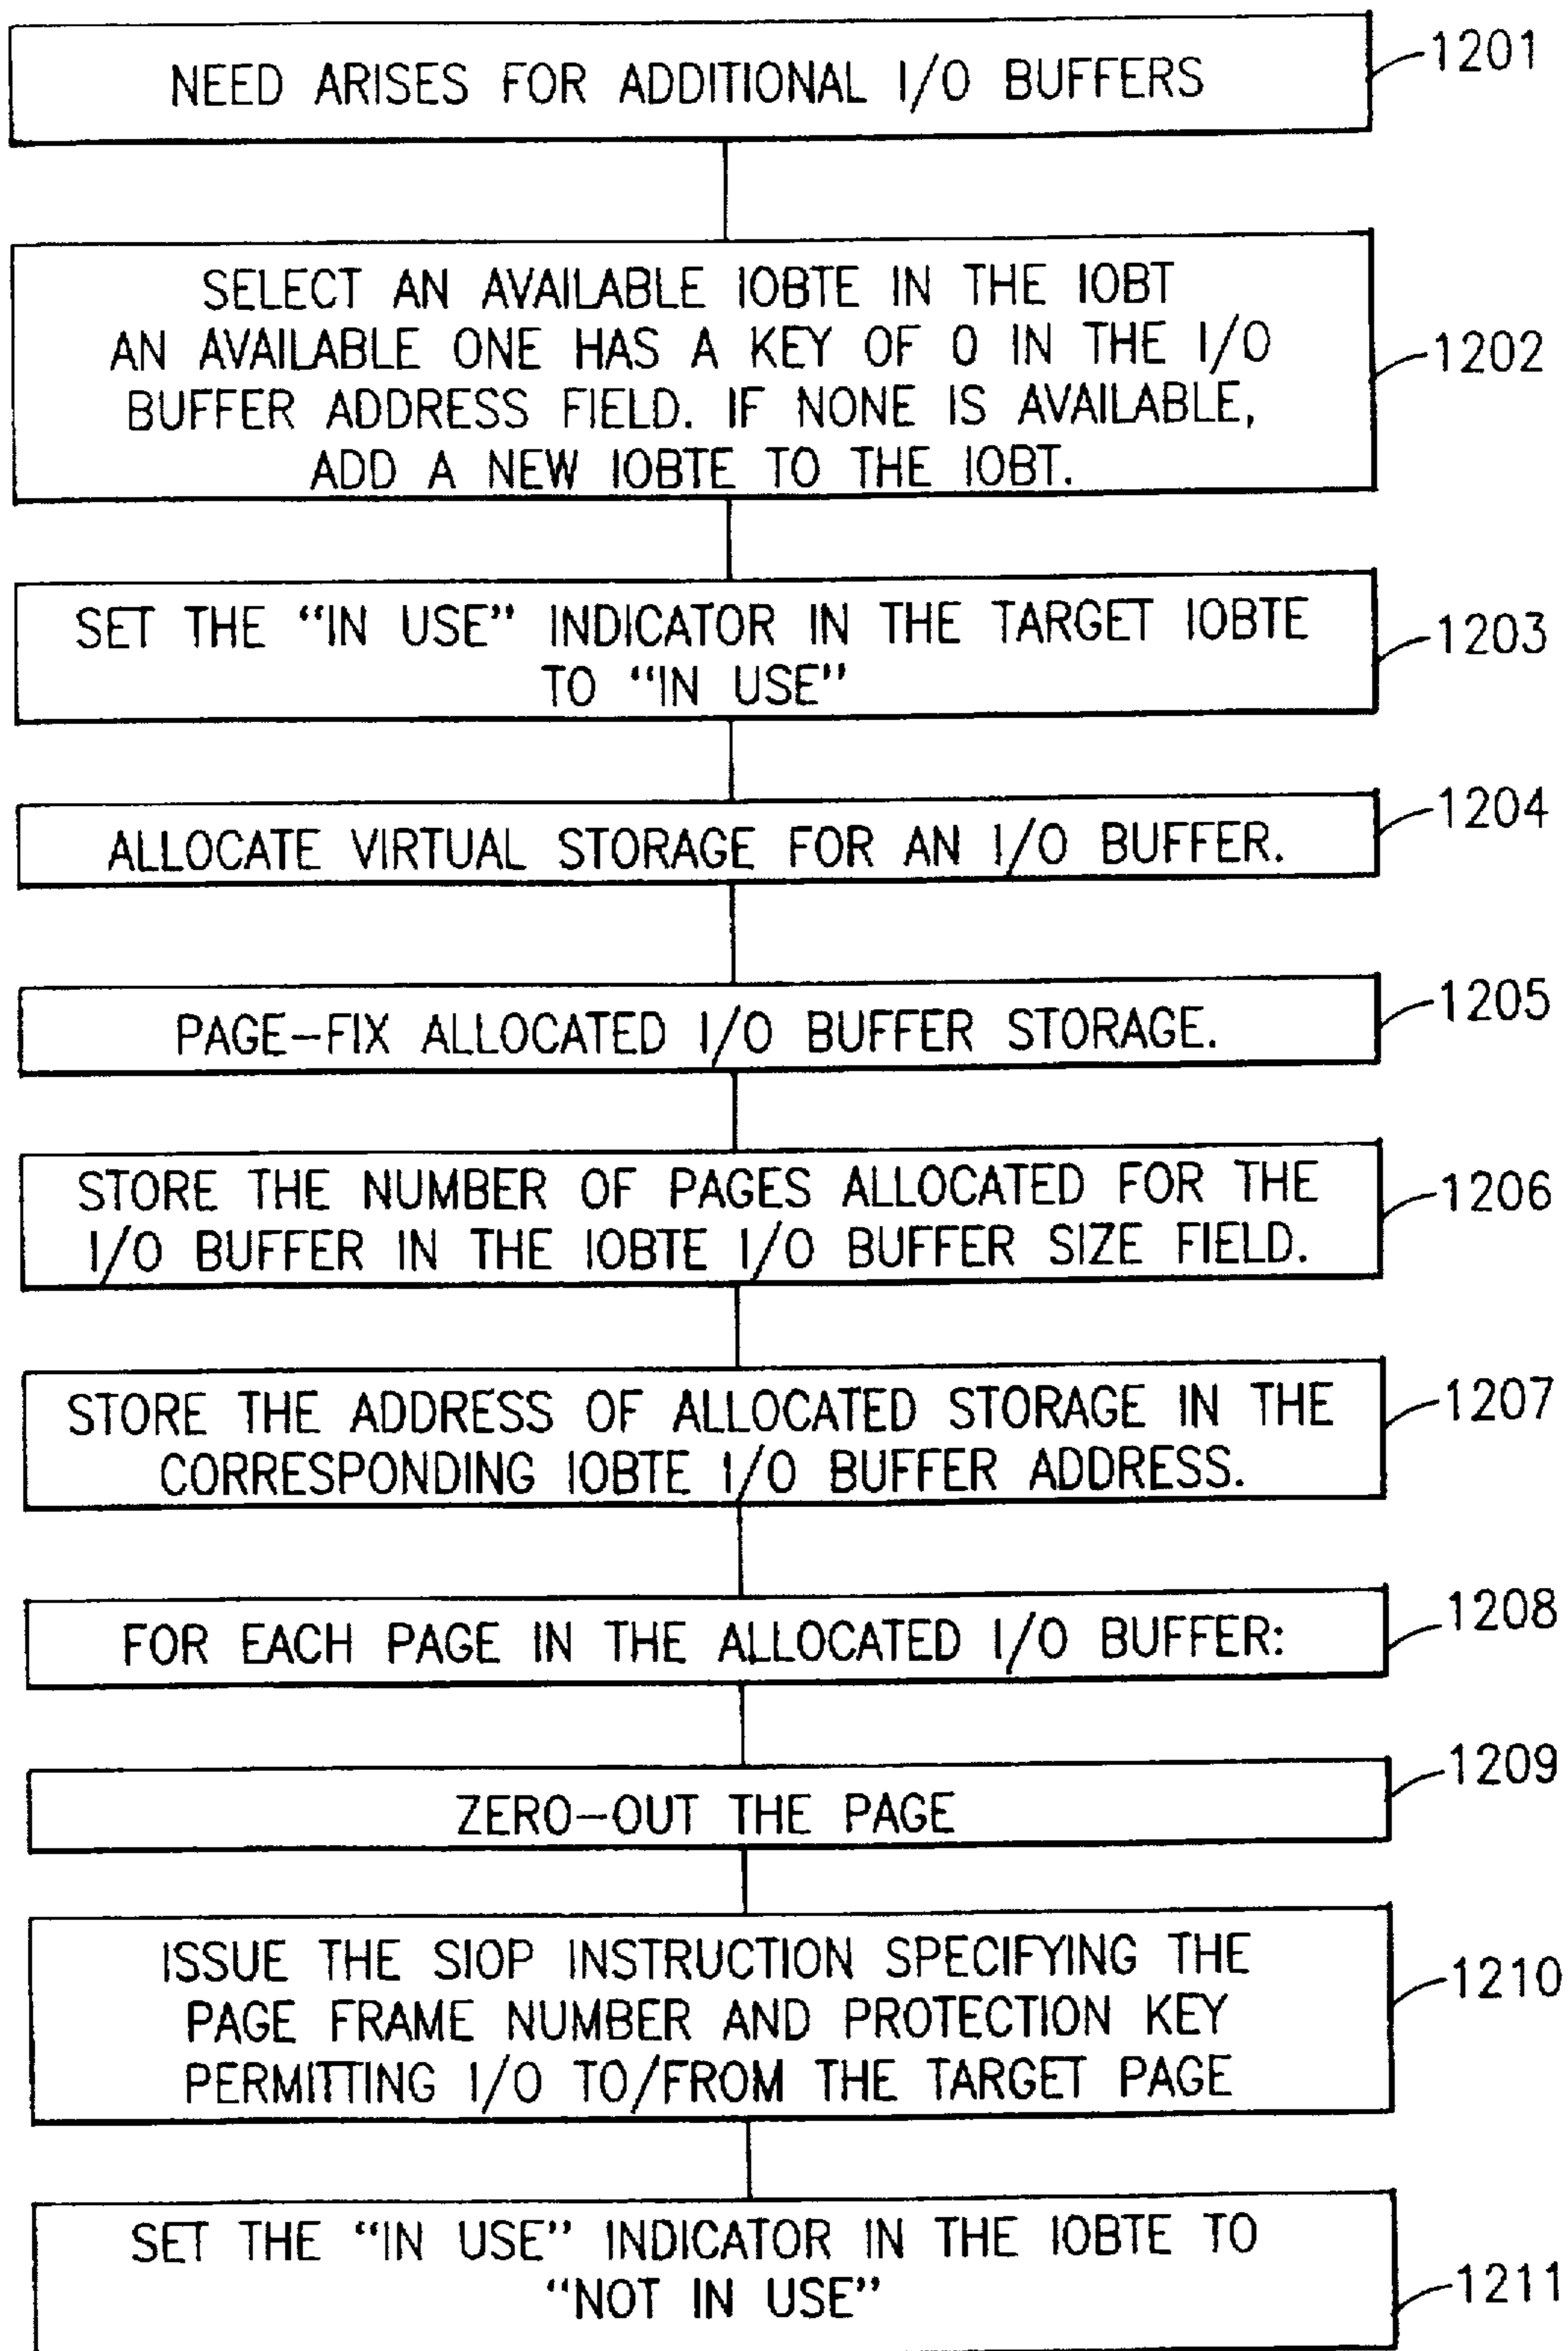 NEED ARISES FOR ADDITIONAL I/O BUFFERS
1201
SELECT AN AVAILABLE IOBTE IN THE IOBT
AN AVAILABLE ONE HAS A KEY OF 0 IN THE I/O
BUFFER ADDRESS FIELD. IF NONE IS AVAILABLE,
ADD A NEW IOBTE TO THE IOBT.
1202
SET THE “IN USE” INDICATOR IN THE TARGET IOBTE
TO “IN USE”
1203
ALLOCATE VIRTUAL STORAGE FOR AN I/O BUFFER.
1204
PAGE-FIX ALLOCATED I/O BUFFER STORAGE.
1205
STORE THE NUMBER OF PAGES ALLOCATED FOR THE
I/O BUFFER IN THE IOBTE I/O BUFFER SIZE FIELD.
1206
STORE THE ADDRESS OF ALLOCATED STORAGE IN THE
CORRESPONDING IOBTE I/O BUFFER ADDRESS.
1207
FOR EACH PAGE IN THE ALLOCATED I/O BUFFER:
1208
ZERO-OUT THE PAGE
1209
ISSUE THE SIOP INSTRUCTION SPECIFYING THE
PAGE FRAME NUMBER AND PROTECTION KEY
PERMITTING I/O TO/FROM THE TARGET PAGE
1210
SET THE “IN USE” INDICATOR IN THE IOBTE TO
“NOT IN USE”
1211